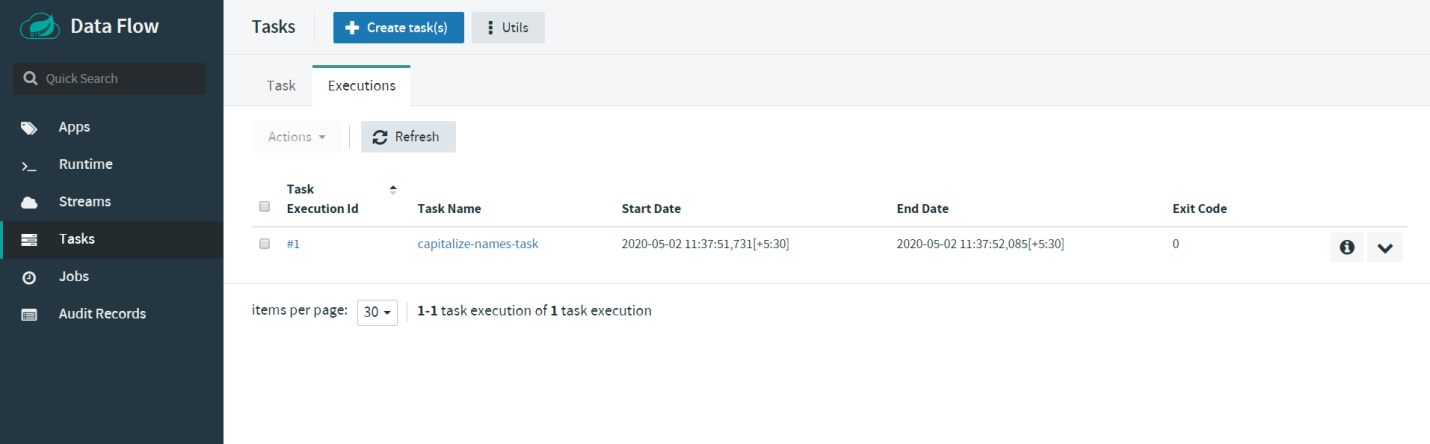 Data Flow
Quick Search
Apps
Runtime
Streams
Tasks
Jobs
Audit Records
Tasks
Create task(s)
Utils
Task
Executions
Actions
Refresh
Task
Execution Id
Task Name
Start Date
End Date
Exit Code
#1
capitalize-names-task
2020-05-02 11:37:51,731[+5:30]
2020-05-02 11:37:52,085[+5:30]
0
items per page:
30
1-1 task execution of 1 task execution